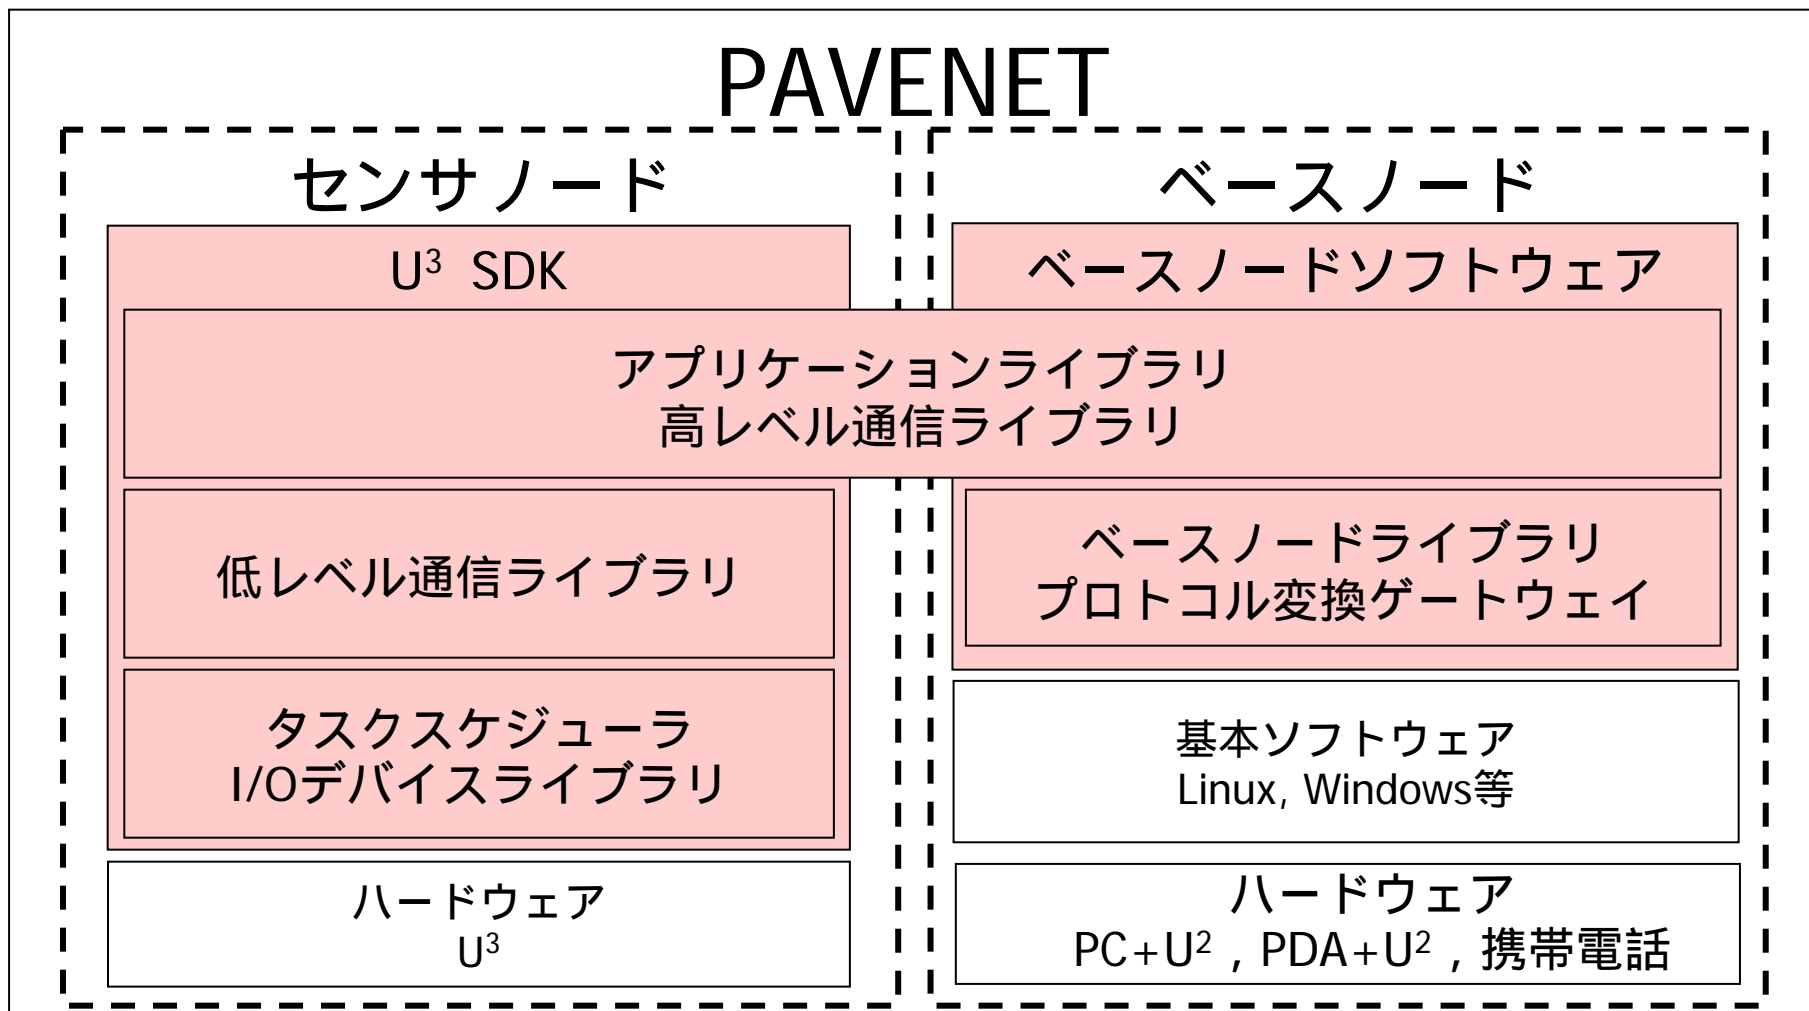 PAVENET
センサノード
U³ SDK
アプリケーションライブラリ
高レベル通信ライブラリ
低レベル通信ライブラリ
タスクスケジューラ
I/Oデバイスライブラリ
ハードウェア
U³
ベースノード
ベースノードソフトウェア
ベースノードライブラリ
プロトコル変換ゲートウェイ
基本ソフトウェア
Linux, Windows等
ハードウェア
PC+U² , PDA+U² , 携帯電話